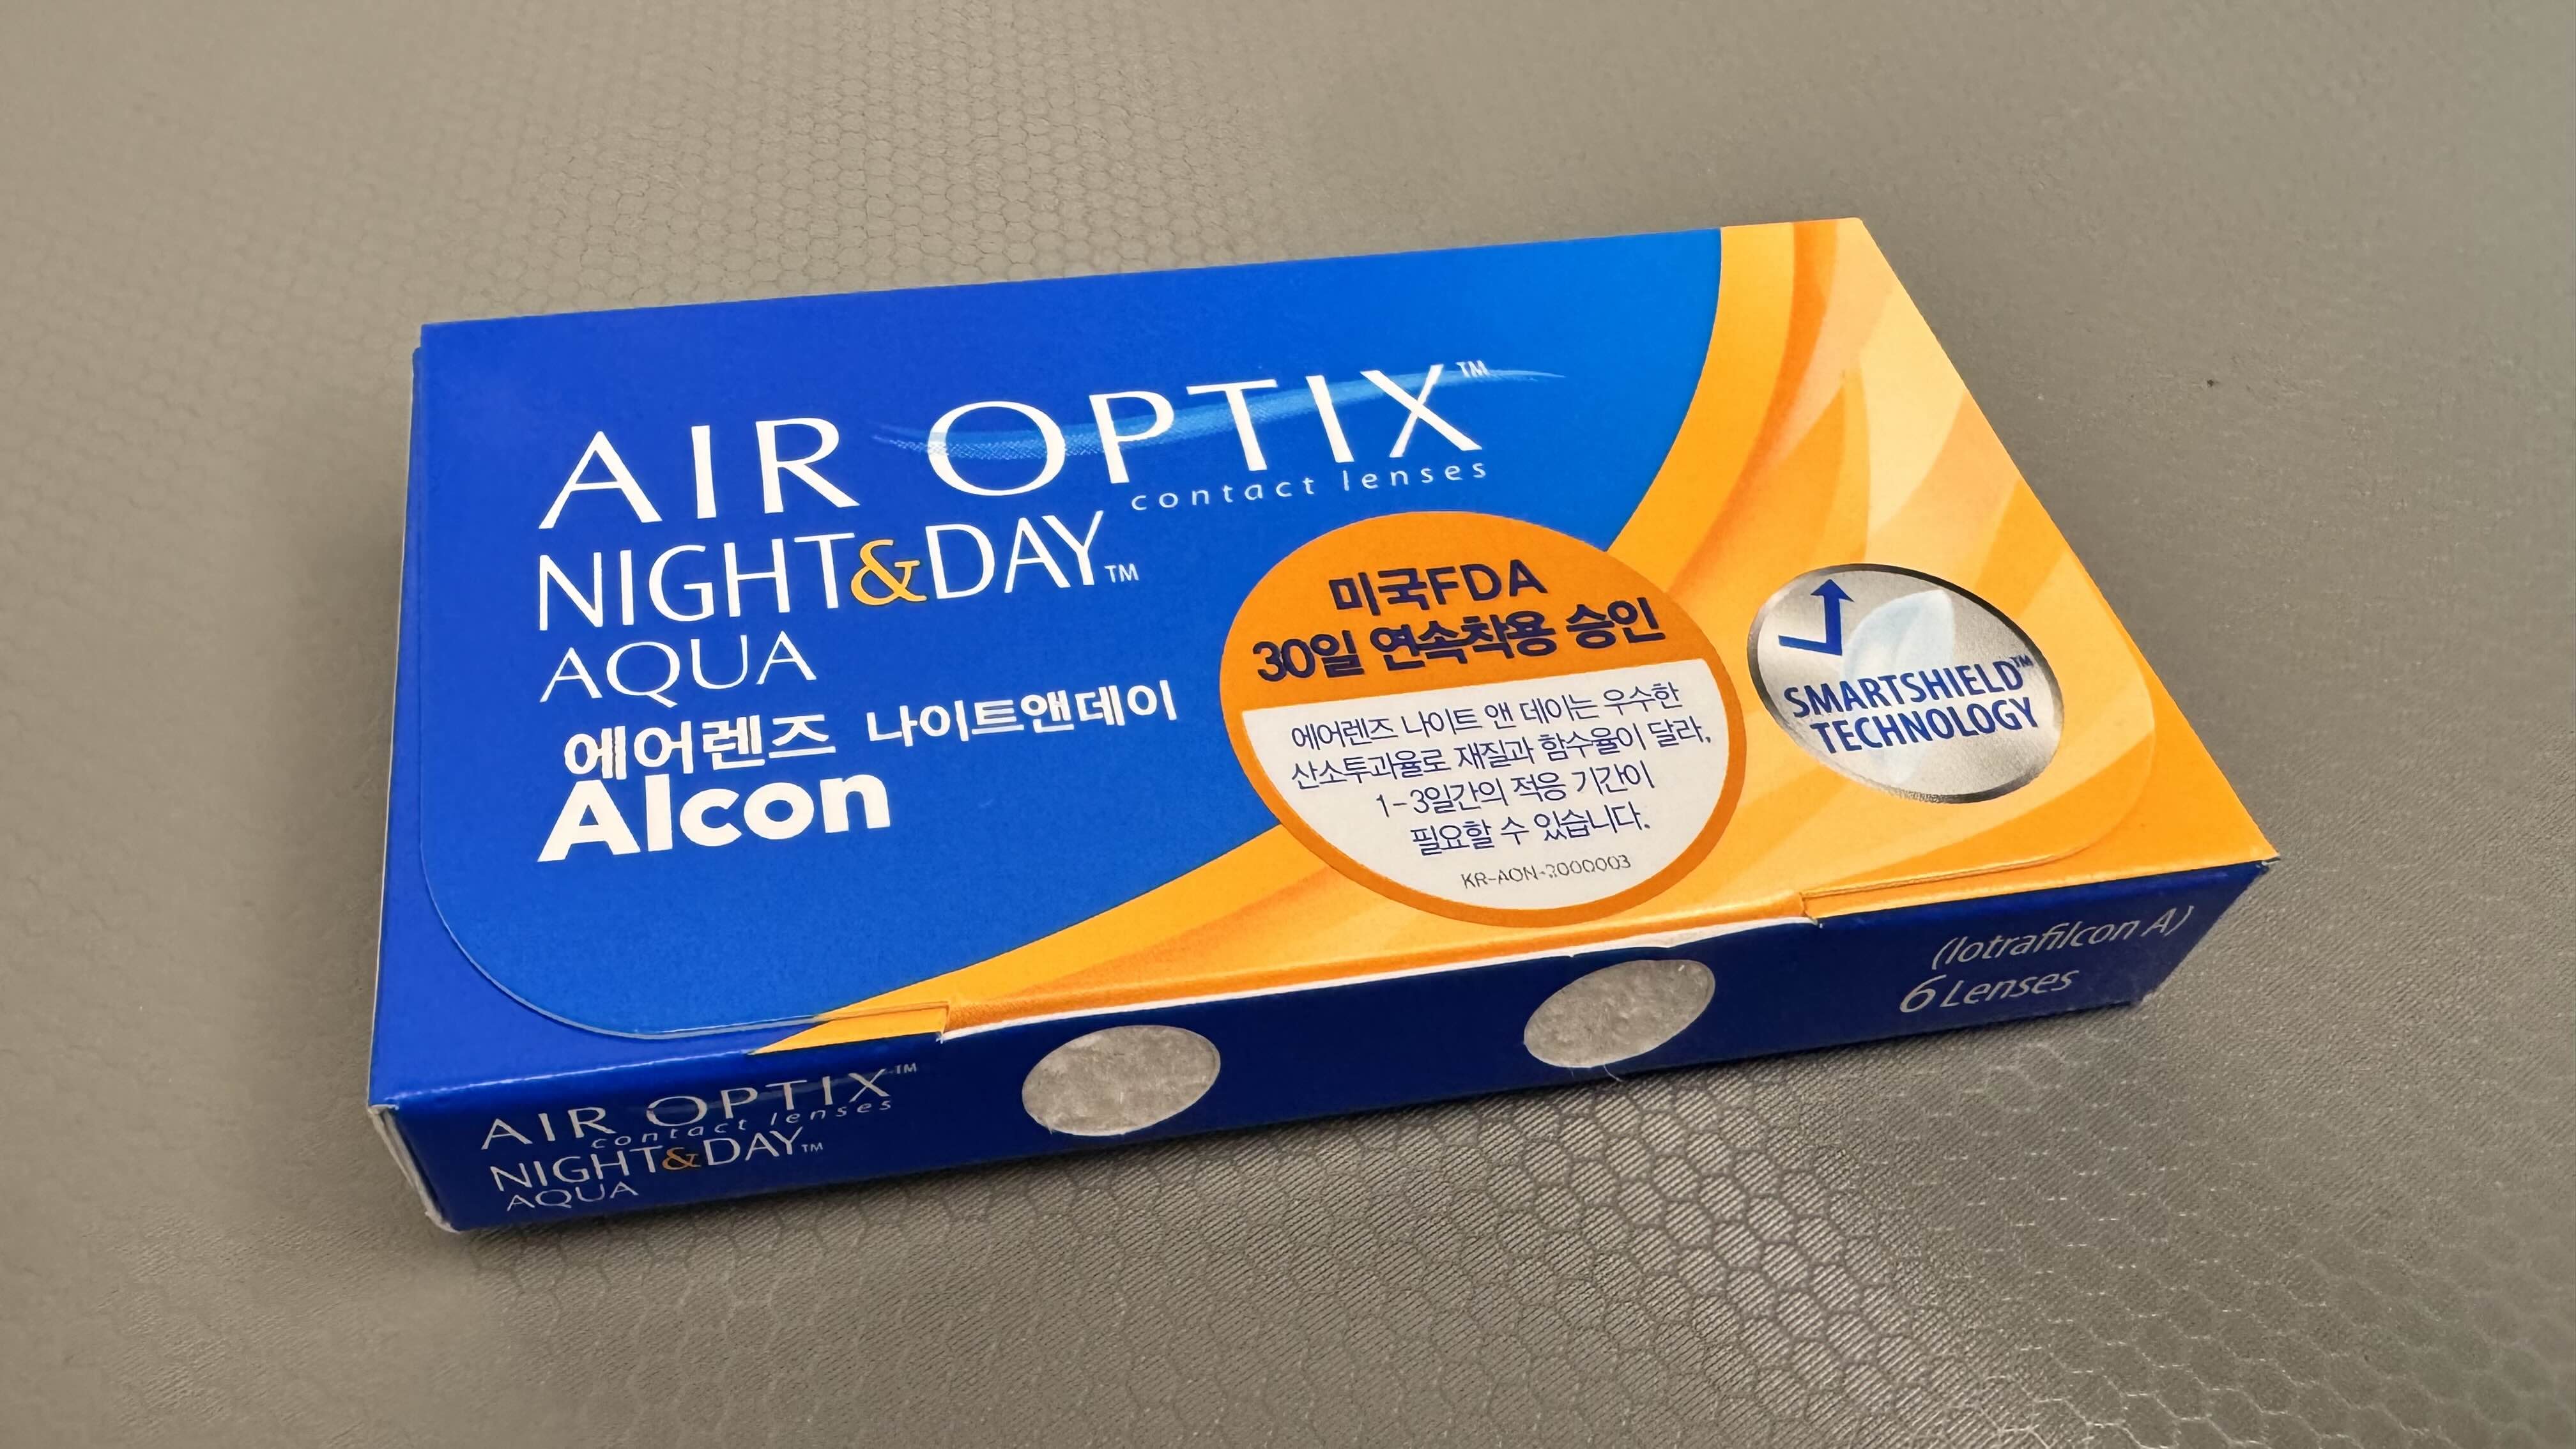 AIR OPTIX™
contact lenses
NIGHT&DAY™
AQUA
에어렌즈 나이트앤데이
Alcon
미국FDA
30일 연속착용 승인
에어렌즈 나이트 앤 데이는 우수한
산소투과율로 재질과 함수율이 달라,
1-3일간의 적응 기간이
필요할 수 있습니다.
KR-AON-2000003
SMARTSHIELD™
TECHNOLOGY
AIR OPTIX™
contact lenses
NIGHT&DAY™
AQUA
(lotrafilcon A)
6 Lenses